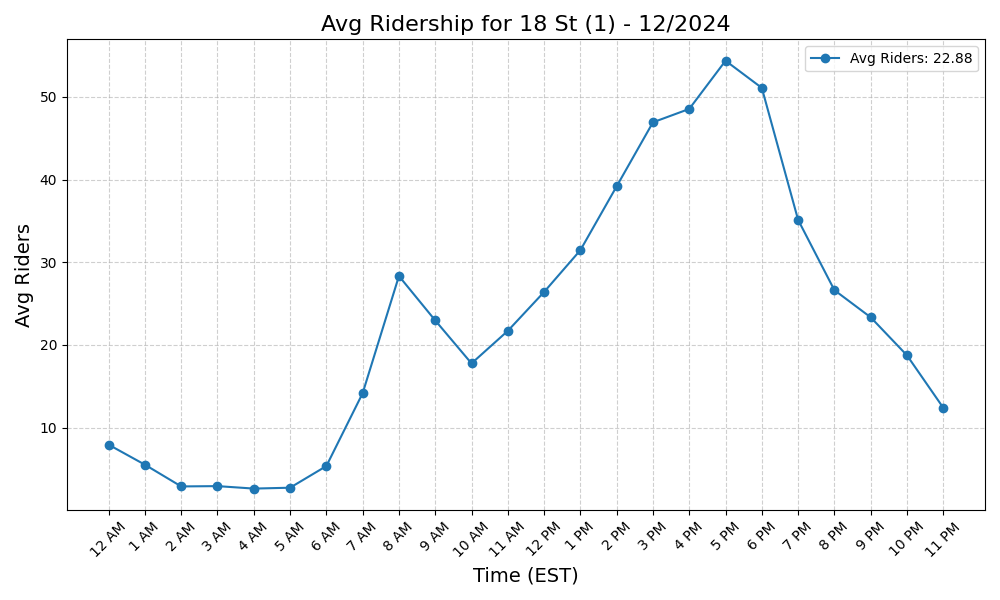 Avg Ridership for 18 St (1) - 12/2024
Avg Riders: 22.88
Avg Riders
50
40
30
20
10
12 AM
1 AM
2 AM
3 AM
4 AM
5 AM
6 AM
7 AM
8 AM
9 AM
10 AM
11 AM
12 PM
1 PM
2 PM
3 PM
4 PM
5 PM
6 PM
7 PM
8 PM
9 PM
10 PM
11 PM
Time (EST)